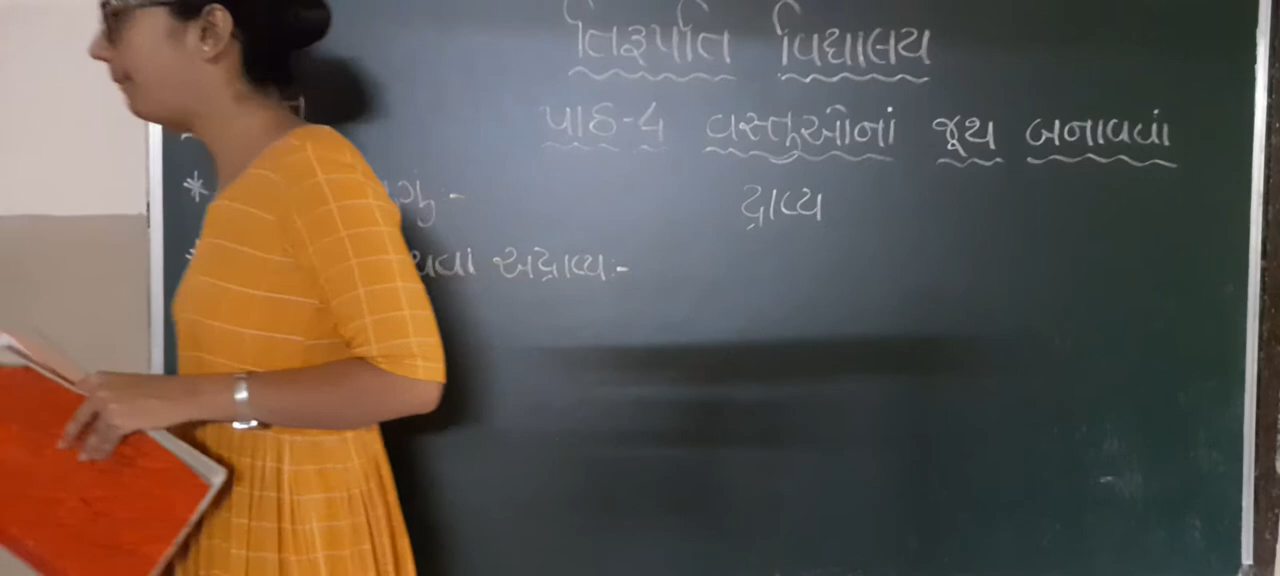 તિરૂપતિ વિદ્યાલય
પાઠ-4 વસ્તુઓનાં જૂથ બનાવવાં
*
દ્રાવ્ય
અદ્રાવ્ય:-